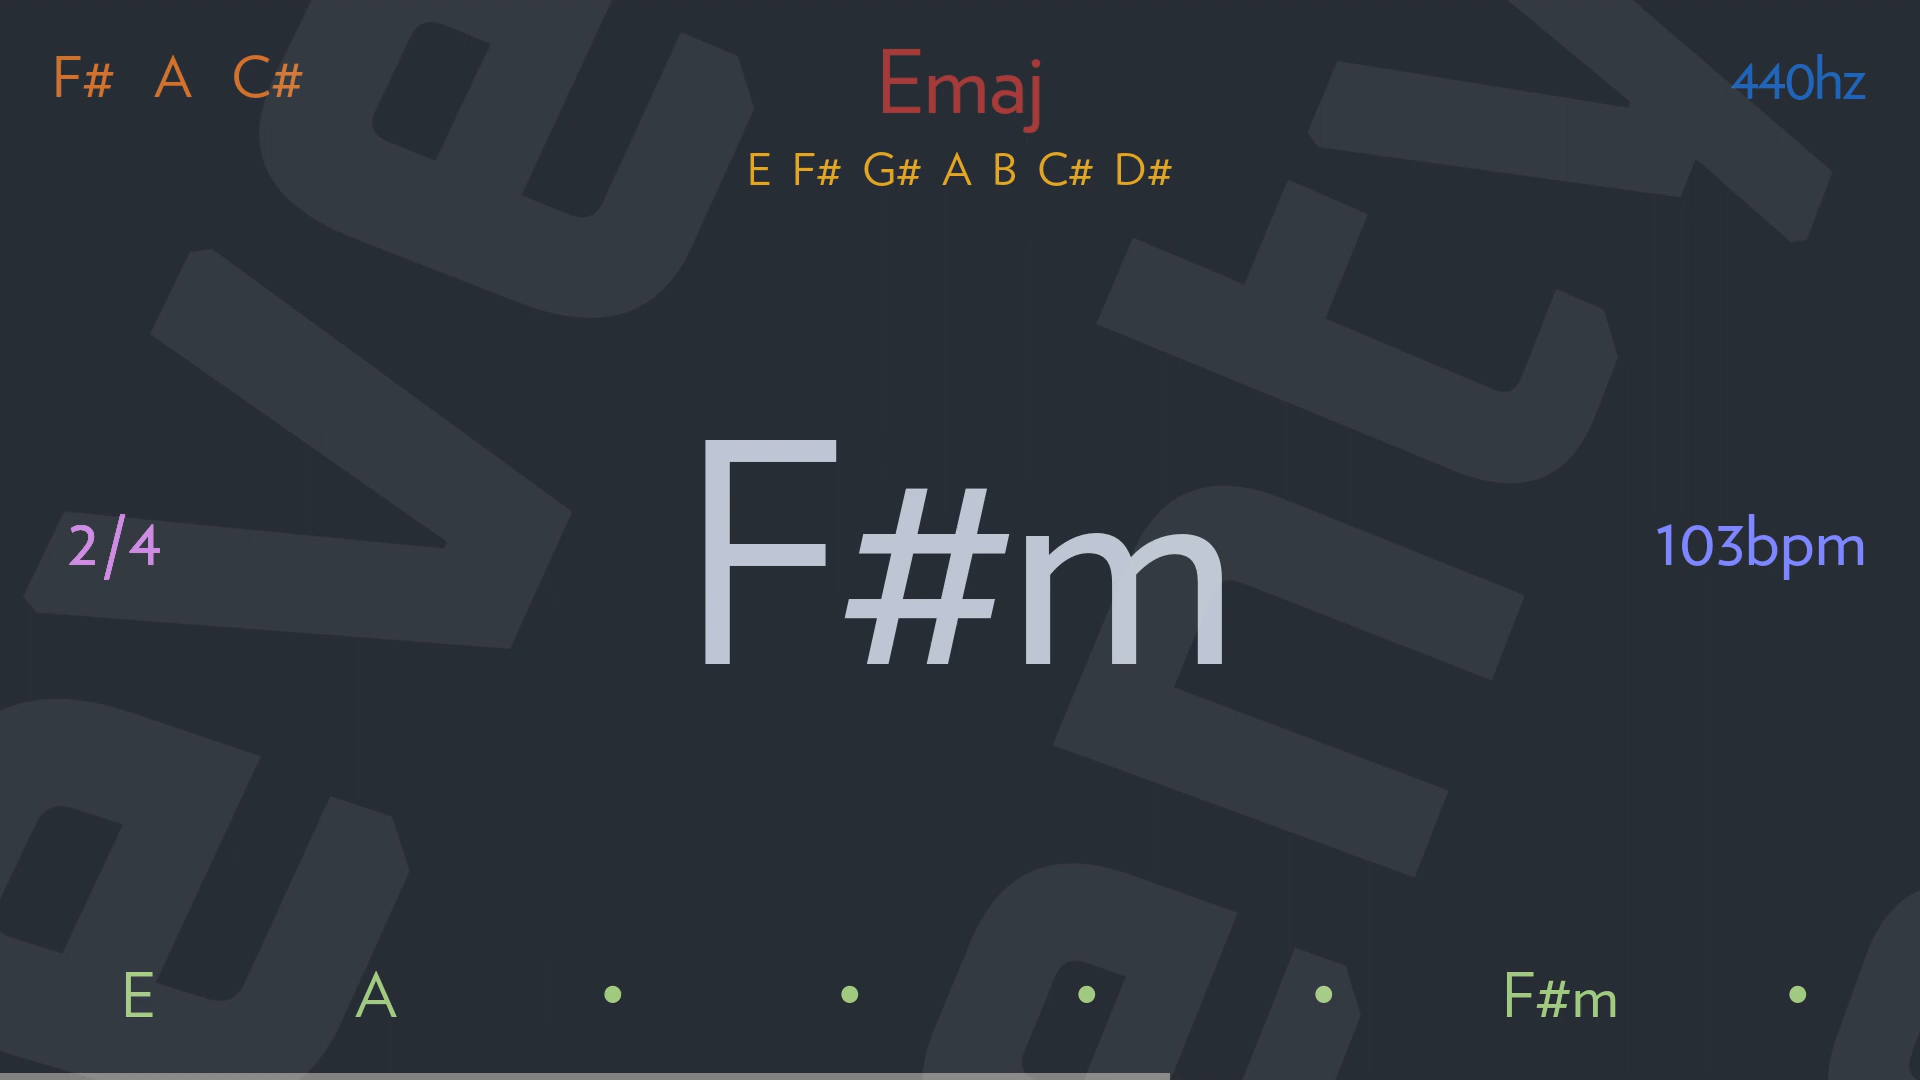 F# A C#
Emaj
440hz
E F# G# A B C# D#
2/4
F#m
103bpm
E A • • • • F#m •